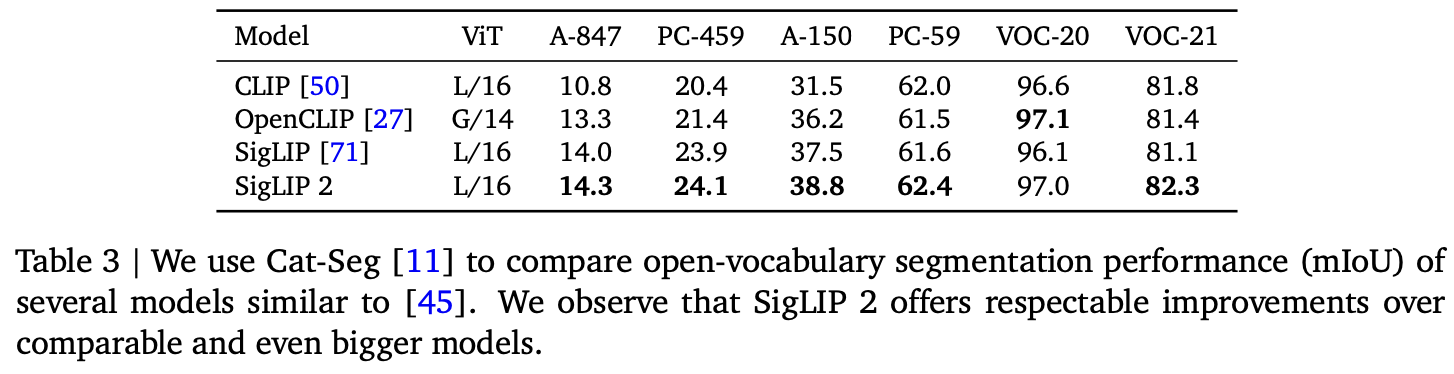 Model ViT A-847 PC-459 A-150 PC-59 VOC-20 VOC-21
CLIP [50] L/16 10.8 20.4 31.5 62.0 96.6 81.8
OpenCLIP [27] G/14 13.3 21.4 36.2 61.5 97.1 81.4
SigLIP [71] L/16 14.0 23.9 37.5 61.6 96.1 81.1
SigLIP 2 L/16 14.3 24.1 38.8 62.4 97.0 82.3
Table 3 | We use Cat-Seg [11] to compare open-vocabulary segmentation performance (mIoU) of
several models similar to [45]. We observe that SigLIP 2 offers respectable improvements over
comparable and even bigger models.